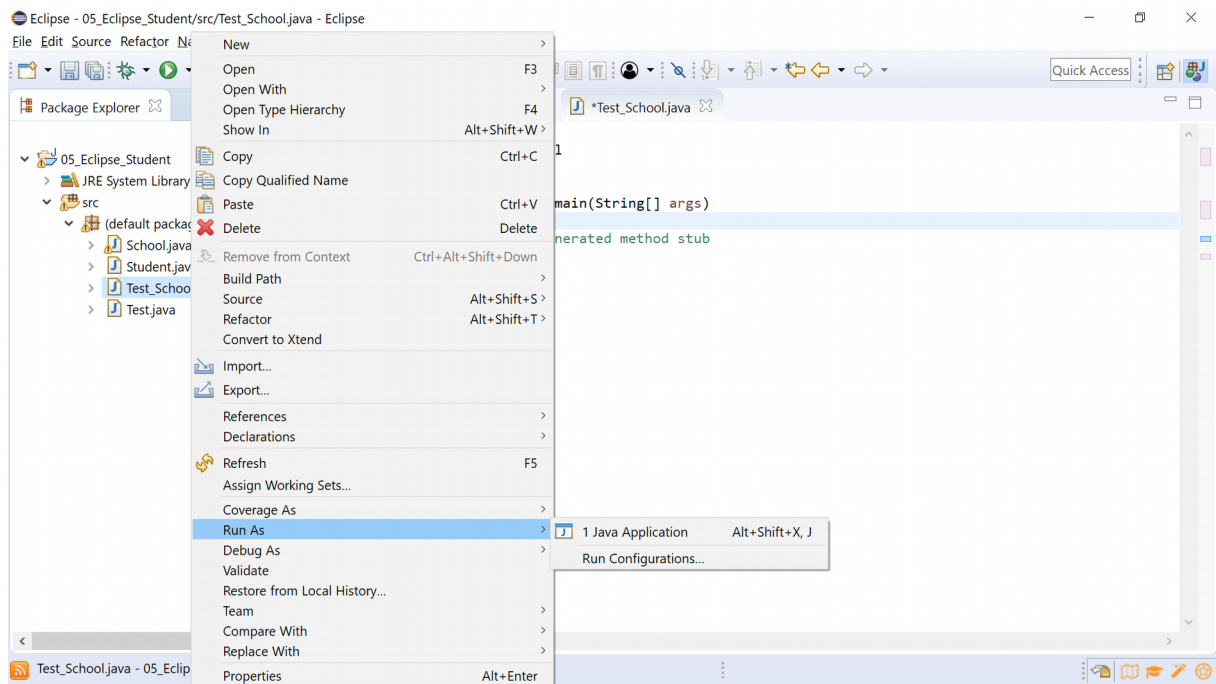 Eclipse - 05_Eclipse_Student/src/Test_School.java - Eclipse
File Edit Source Refactor Na
Quick Access
Package Explorer
*Test_School.java
05_Eclipse_Student
JRE System Library
src
(default packag
School.java
Student.jav
Test_Schoo
Test.java
New
Open F3
Open With
Open Type Hierarchy F4
Show In Alt+Shift+W
Copy Ctrl+C
Copy Qualified Name
Paste Ctrl+V
Delete Delete
Remove from Context Ctrl+Alt+Shift+Down
Build Path
Source Alt+Shift+S
Refactor Alt+Shift+T
Convert to Xtend
Import...
Export...
References
Declarations
Refresh F5
Assign Working Sets...
Coverage As
Run As
Debug As
Validate
Restore from Local History...
Team
Compare With
Replace With
Properties Alt+Enter
1 Java Application Alt+Shift+X, J
Run Configurations...
l
main(String[] args)
nerated method stub
Test_School.java - 05_Eclip